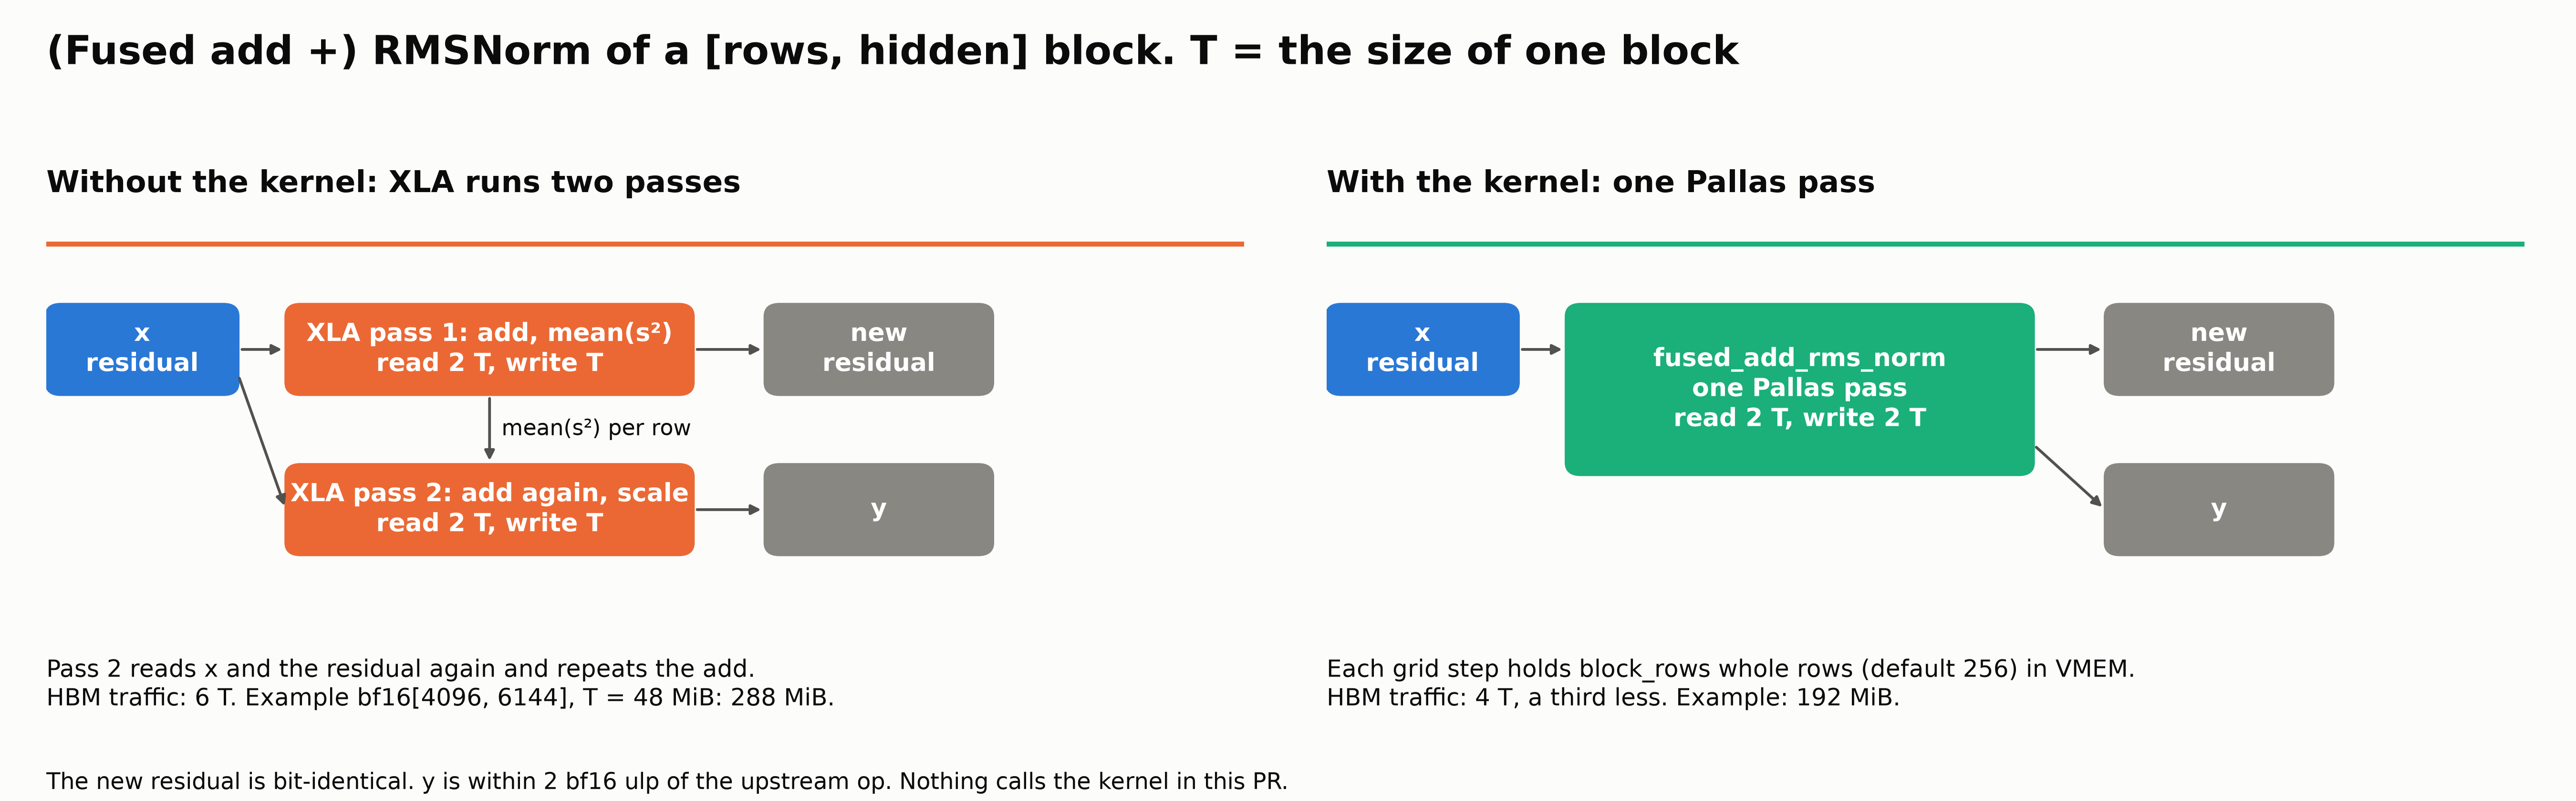 (Fused add +) RMSNorm of a [rows, hidden] block. T = the size of one block
Without the kernel: XLA runs two passes
x
residual
XLA pass 1: add, mean(s²)
read 2 T, write T
new
residual
mean(s²) per row
XLA pass 2: add again, scale
read 2 T, write T
y
Pass 2 reads x and the residual again and repeats the add.
HBM traffic: 6 T. Example bf16[4096, 6144], T = 48 MiB: 288 MiB.
With the kernel: one Pallas pass
x
residual
fused_add_rms_norm
one Pallas pass
read 2 T, write 2 T
new
residual
y
Each grid step holds block_rows whole rows (default 256) in VMEM.
HBM traffic: 4 T, a third less. Example: 192 MiB.
The new residual is bit-identical. y is within 2 bf16 ulp of the upstream op. Nothing calls the kernel in this PR.